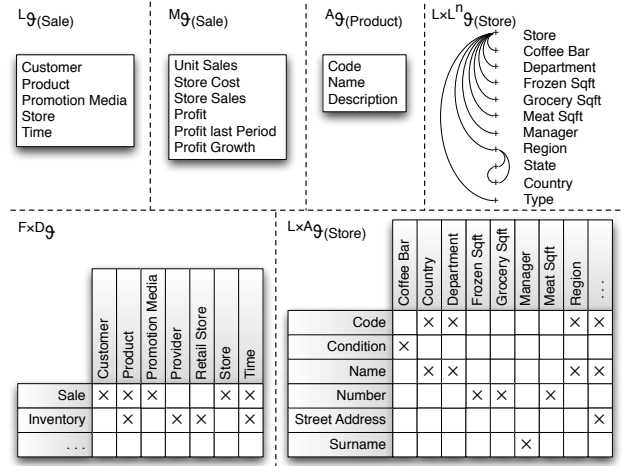 Lϑ(Sale)
Customer
Product
Promotion Media
Store
Time
Mϑ(Sale)
Unit Sales
Store Cost
Store Sales
Profit
Profit last Period
Profit Growth
Aϑ(Product)
Code
Name
Description
L×Lⁿϑ(Store)
Store
Coffee Bar
Department
Frozen Sqft
Grocery Sqft
Meat Sqft
Manager
Region
State
Country
Type
F×Dϑ
Customer
Product
Promotion Media
Provider
Retail Store
Store
Time
Sale × × × × ×
Inventory × × × ×
. . .
L×Aϑ(Store)
Coffee Bar
Country
Department
Frozen Sqft
Grocery Sqft
Manager
Meat Sqft
Region
. . .
Code × × × ×
Condition ×
Name × × × ×
Number × × ×
Street Address ×
Surname ×